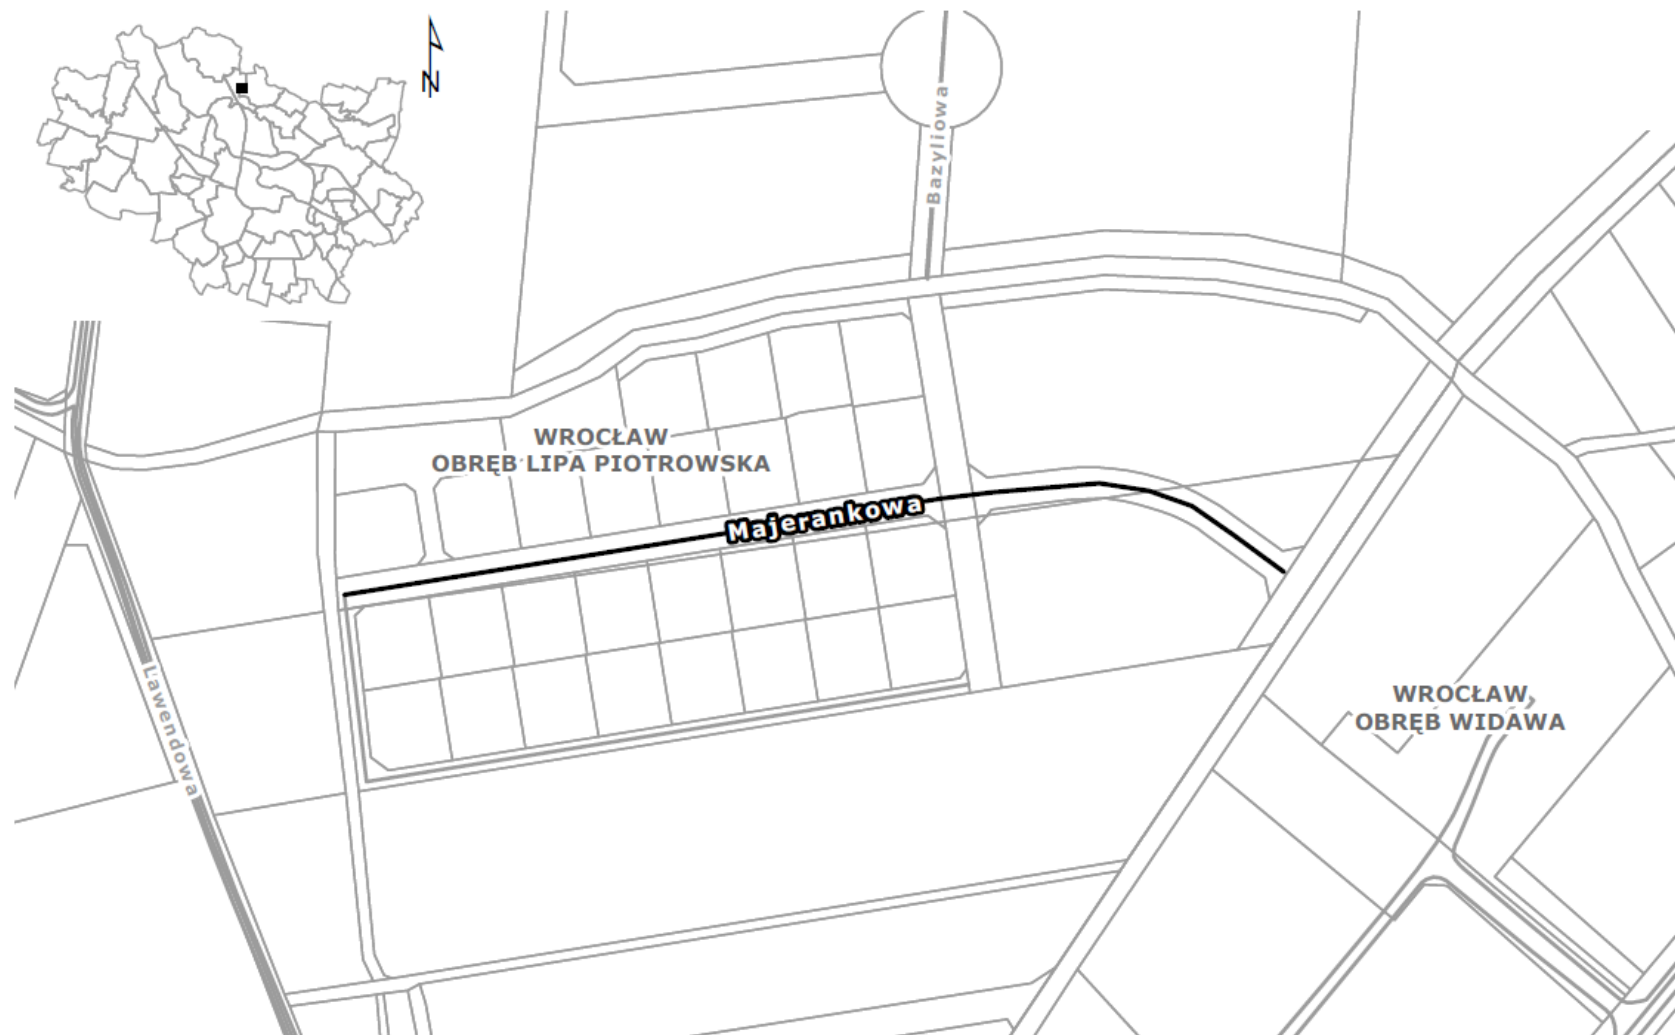 N
Bazyliowa
WROCŁAW
OBRĘB LIPA PIOTROWSKA
Majerankowa
Lawendowa
WROCŁAW
OBRĘB WIDAWA